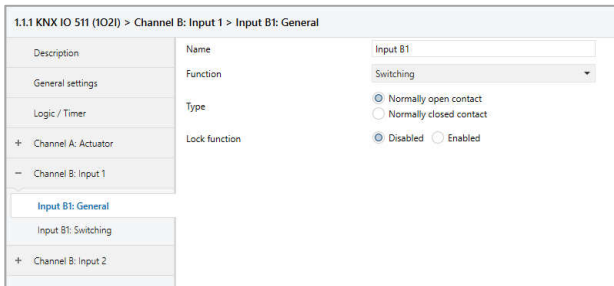 1.1.1 KNX IO 511 (1O2I) > Channel B: Input 1 > Input B1: General
Description
General settings
Logic / Timer
+ Channel A: Actuator
− Channel B: Input 1
Input B1: General
Input B1: Switching
+ Channel B: Input 2
Name Input B1
Function Switching
Type Normally open contact
Normally closed contact
Lock function Disabled Enabled